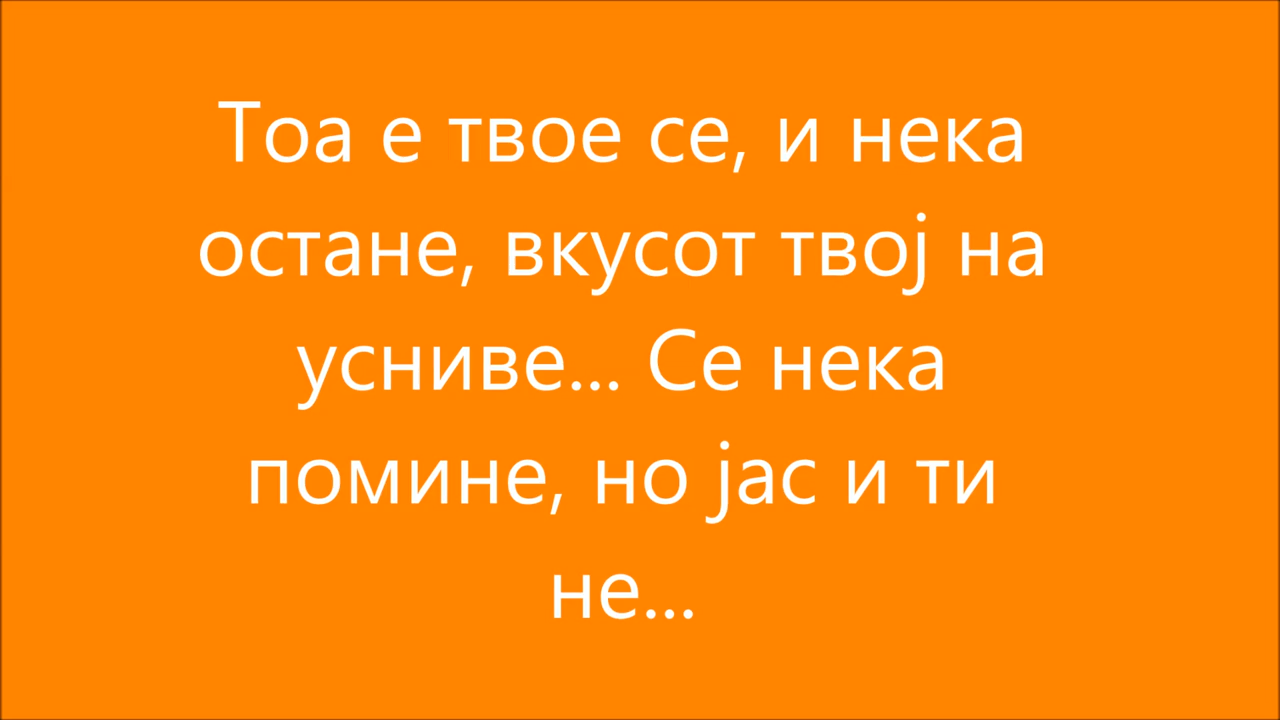 Тоа е твое се, и нека
остане, вкусот твој на
усниве... Се нека
помине, но јас и ти
не...